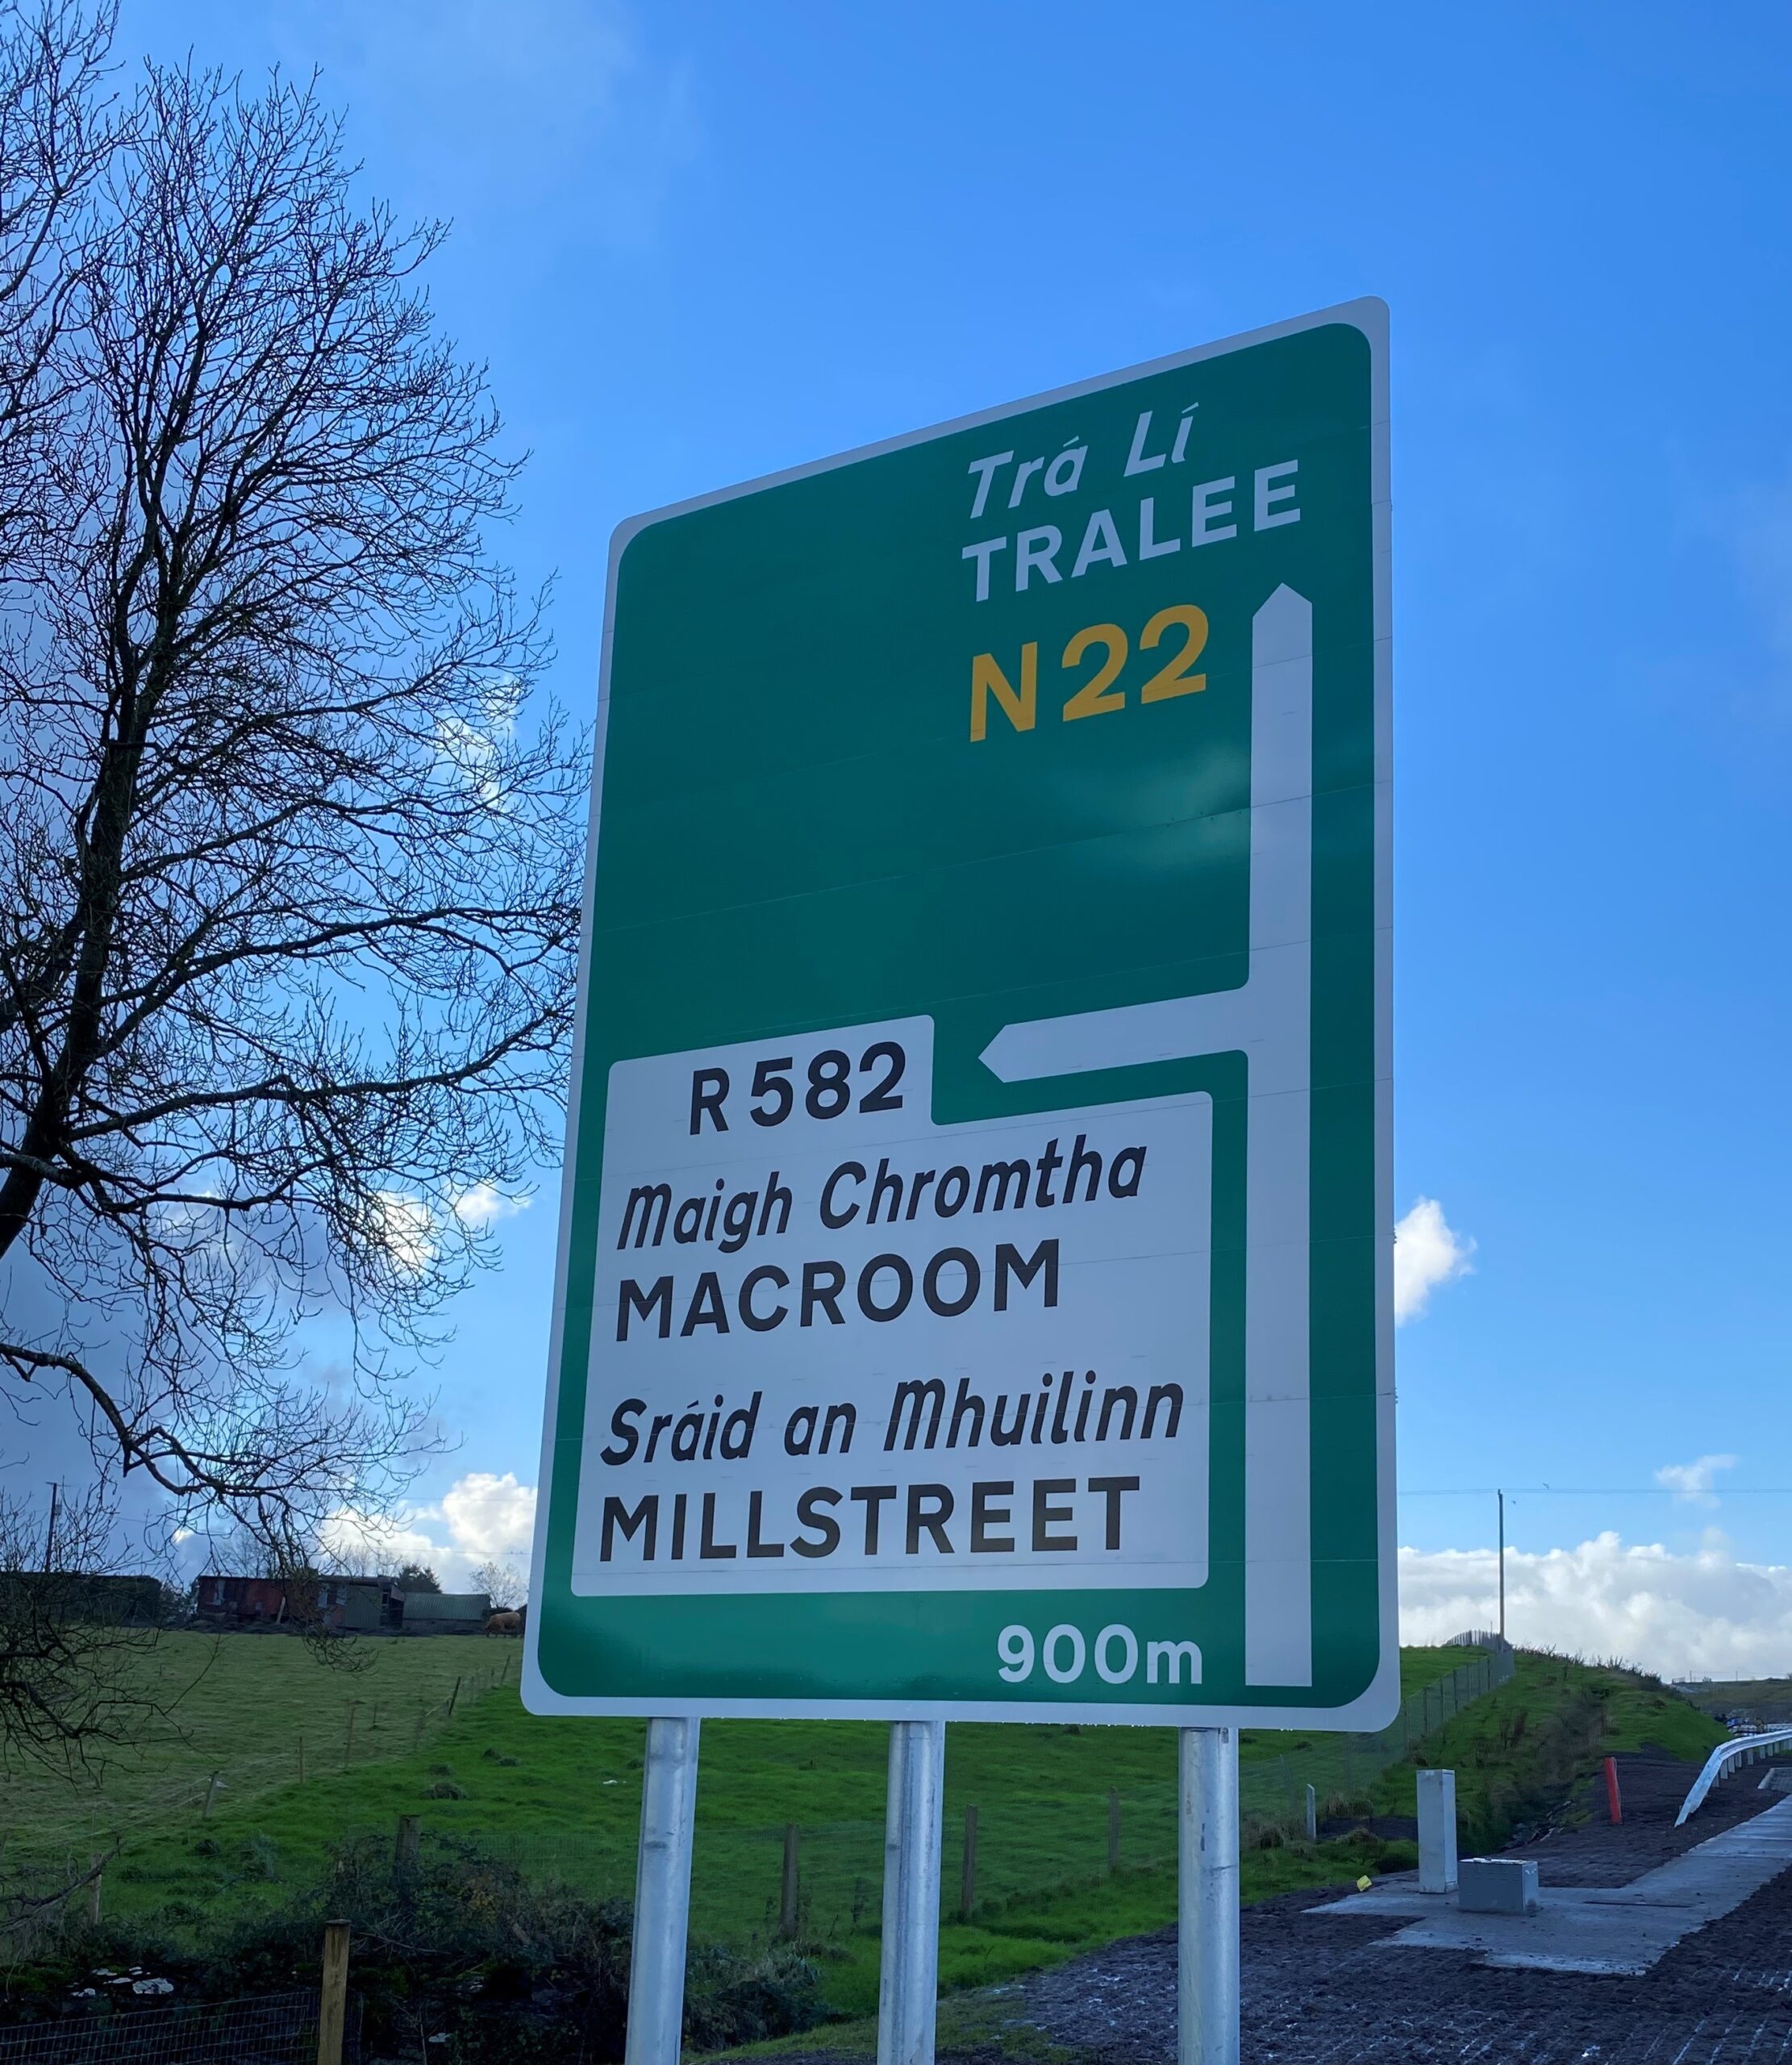 Trá Lí
TRALEE
N22
R582
Maigh Chromtha
MACROOM
Sráid an Mhuilinn
MILLSTREET
900m